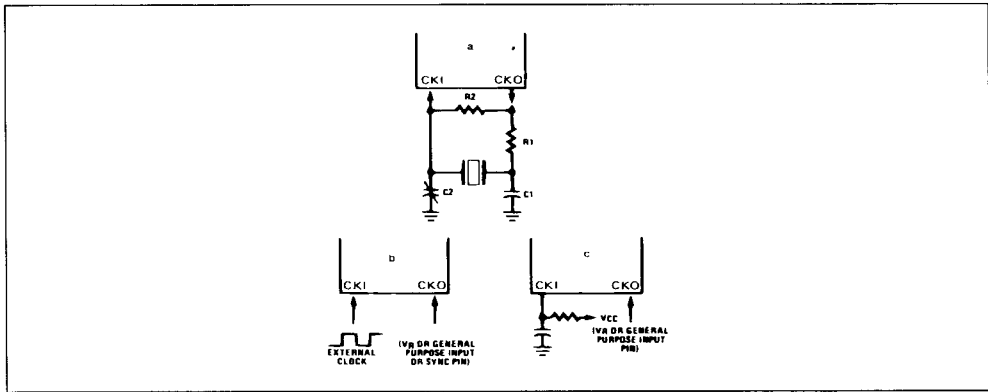 a
CKI CKO
R2
R1
C2 C1
b
CKI CKO
EXTERNAL
CLOCK
(VR OR GENERAL
PURPOSE INPUT
OR SYNC PIN)
c
CKI CKO
VCC
(VR OR GENERAL
PURPOSE INPUT
PIN)